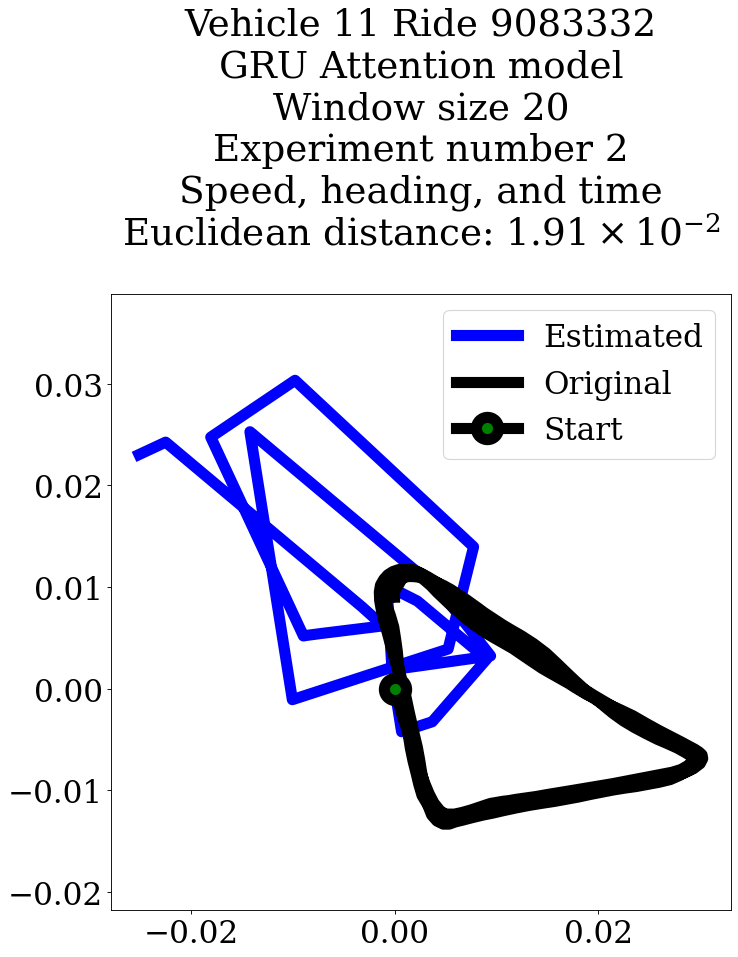 Vehicle 11 Ride 9083332
GRU Attention model
Window size 20
Experiment number 2
Speed, heading, and time
Euclidean distance: 1.91 × 10⁻²
Estimated
Original
Start
0.03
0.02
0.01
0.00
−0.01
−0.02
−0.02 0.00 0.02